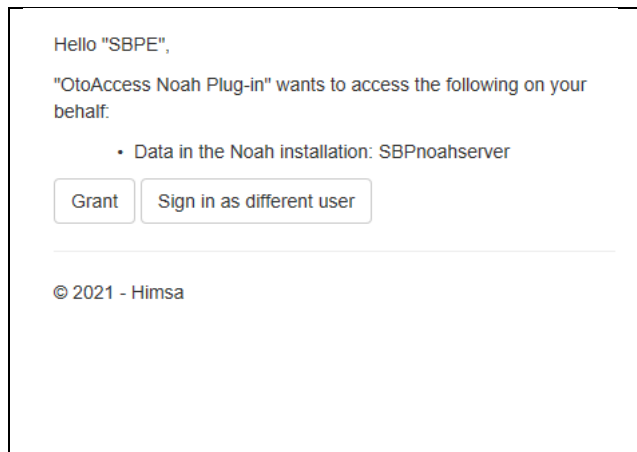 Hello "SBPE",
"OtoAccess Noah Plug-in" wants to access the following on your
behalf:
• Data in the Noah installation: SBPnoahserver
Grant Sign in as different user
© 2021 - Himsa